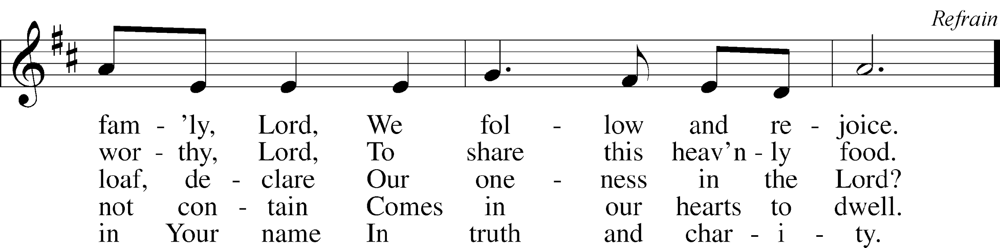 Refrain
fam - ’ly, Lord, We fol - low and re - joice.
wor - thy, Lord, To share this heav’n - ly food.
loaf, de - clare Our one - ness in the Lord?
not con - tain Comes in our hearts to dwell.
in Your name In truth and char - i - ty.